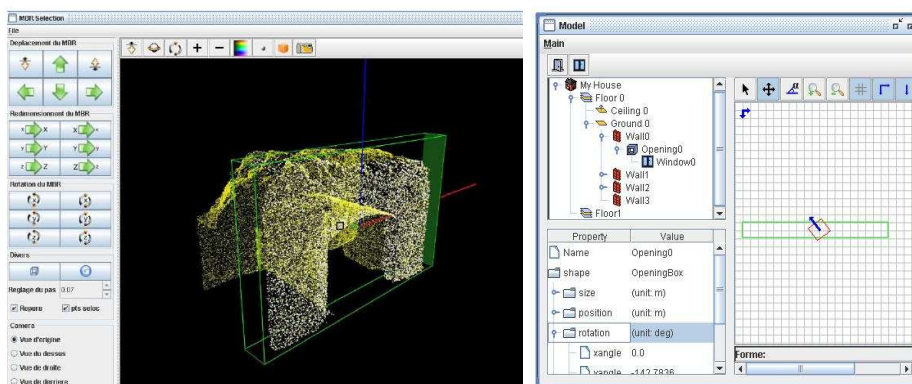 MBR Selection
File
Deplacement du MBR
Redimensionnent du MBR
X X
Y Y
Z Z
Rotation du MBR
Divers
Reglage du pas 0.07
Repere pts selec
Camera
Vue d'origine
Vue du dessus
Vue de droite
Vue de derriere
Model
Main
My House
Floor 0
Ceiling 0
Ground 0
Wall0
Opening0
Window0
Wall1
Wall2
Wall3
Floor1
Property Value
Name Opening0
shape OpeningBox
size (unit: m)
position (unit: m)
rotation (unit: deg)
xangle 0.0
yangle -142.7836
Forme: